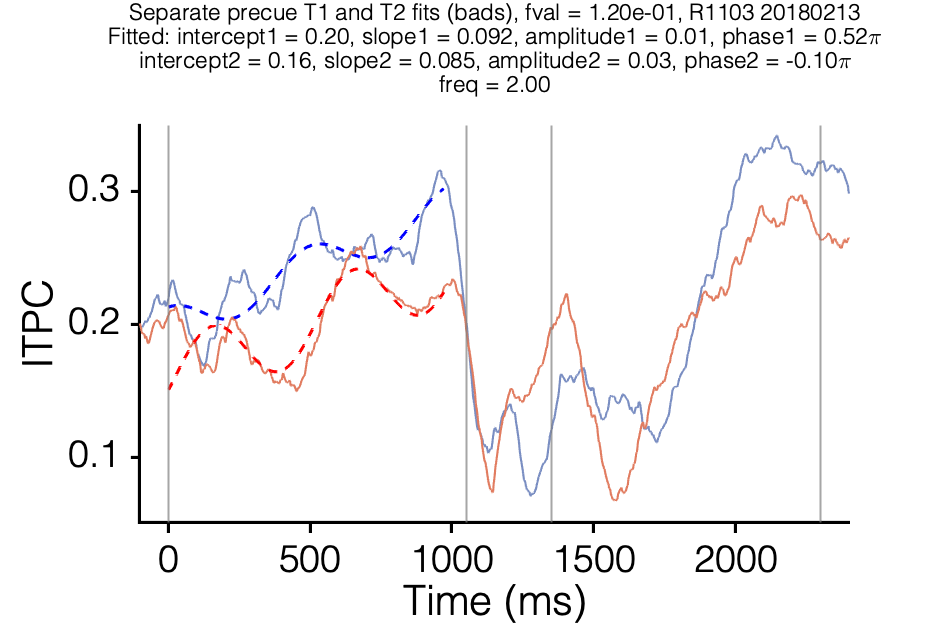 Separate precue T1 and T2 fits (bads), fval = 1.20e-01, R1103 20180213
Fitted: intercept1 = 0.20, slope1 = 0.092, amplitude1 = 0.01, phase1 = 0.52π
intercept2 = 0.16, slope2 = 0.085, amplitude2 = 0.03, phase2 = -0.10π
freq = 2.00
0.3
0.2
0.1
ITPC
0 500 1000 1500 2000
Time (ms)